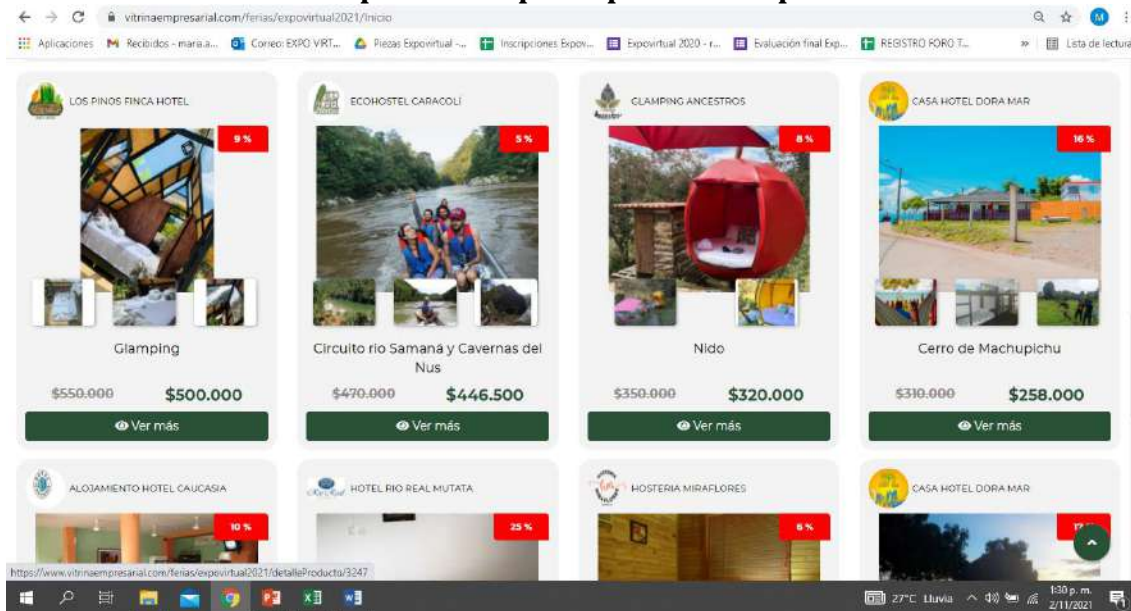 vitrinaempresarial.com/ferias/expovirtual2021/Inicio
M
Aplicaciones
Recibidos - maria.a...
Correo: EXPO VIRT...
Piezas Expovirtual -...
Inscripciones Expov...
Expovirtual 2020 - r...
Evaluación final Exp...
REGISTRO FORO T...
»
Lista de lectura
LOS PINOS FINCA HOTEL
ECOHOSTEL CARACOLÍ
GLAMPING ANCESTROS
CASA HOTEL DORA MAR
9 %
5 %
8 %
16 %
Glamping
Circuito rio Samaná y Cavernas del
Nus
Nido
Cerro de Machupichu
$550.000 $500.000
$470.000 $446.500
$350.000 $320.000
$310.000 $258.000
Ver más
Ver más
Ver más
Ver más
ALOJAMIENTO HOTEL CAUCASIA
HOTEL RIO REAL MUTATA
HOSTERIA MIRAFLORES
CASA HOTEL DORA MAR
10 %
25 %
6 %
https://www.vitrinaempresarial.com/ferias/expovirtual2021/detalleProducto/3247
27°C Lluvia
1:30 p. m.
2/11/2021